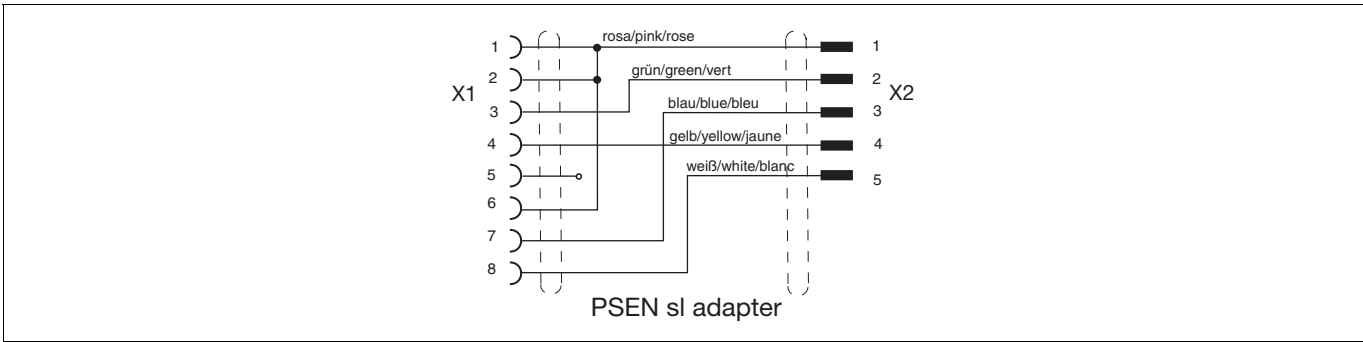 1 rosa/pink/rose 1
2 grün/green/vert 2
X1 X2
3 blau/blue/bleu 3
4 gelb/yellow/jaune 4
5 weiß/white/blanc 5
6
7
8
PSEN sl adapter